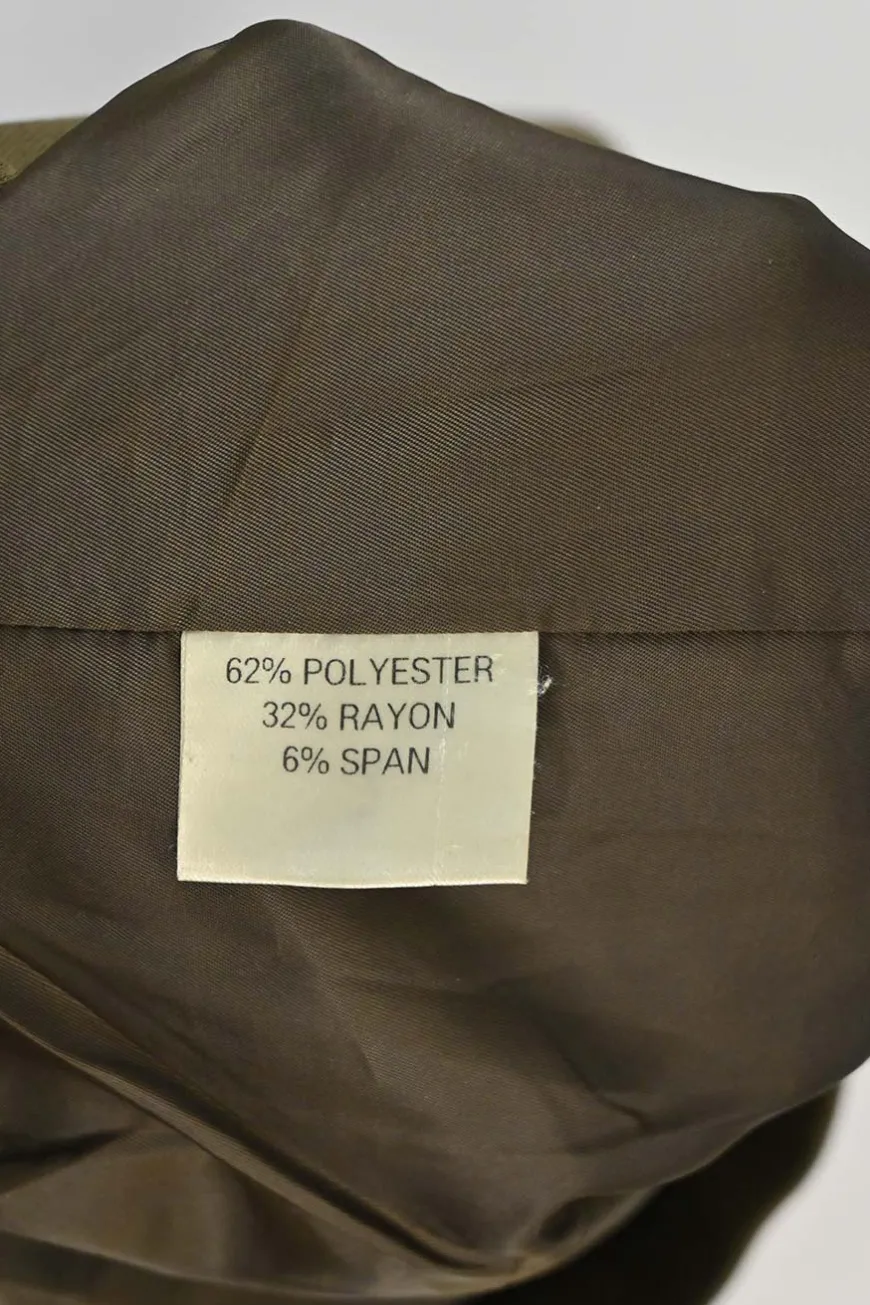 62% POLYESTER
32% RAYON
6% SPAN